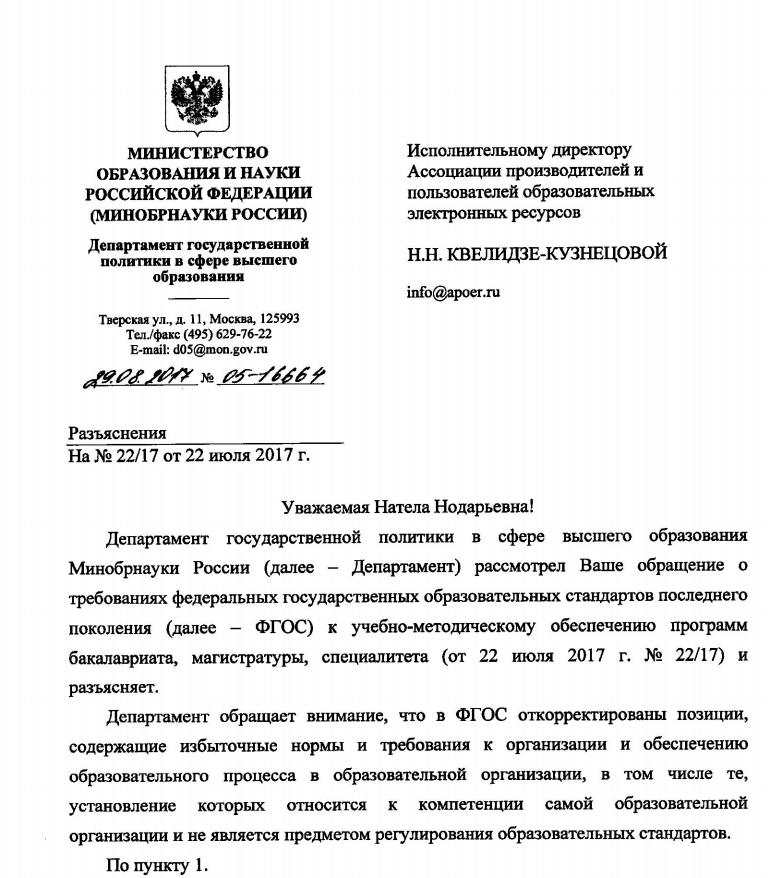 МИНИСТЕРСТВО
ОБРАЗОВАНИЯ И НАУКИ
РОССИЙСКОЙ ФЕДЕРАЦИИ
(МИНОБРНАУКИ РОССИИ)
Департамент государственной
политики в сфере высшего
образования
Тверская ул., д. 11, Москва, 125993
Тел./факс (495) 629-76-22
E-mail: d05@mon.gov.ru
29.08.2017 № 05-16664
Исполнительному директору
Ассоциации производителей и
пользователей образовательных
электронных ресурсов
Н.Н. КВЕЛИДЗЕ-КУЗНЕЦОВОЙ
info@apoer.ru
Разъяснения
На № 22/17 от 22 июля 2017 г.
Уважаемая Натела Нодарьевна!
Департамент государственной политики в сфере высшего образования
Минобрнауки России (далее – Департамент) рассмотрел Ваше обращение о
требованиях федеральных государственных образовательных стандартов последнего
поколения (далее – ФГОС) к учебно-методическому обеспечению программ
бакалавриата, магистратуры, специалитета (от 22 июля 2017 г. № 22/17) и
разъясняет.
Департамент обращает внимание, что в ФГОС откорректированы позиции,
содержащие избыточные нормы и требования к организации и обеспечению
образовательного процесса в образовательной организации, в том числе те,
установление которых относится к компетенции самой образовательной
организации и не является предметом регулирования образовательных стандартов.
По пункту 1.